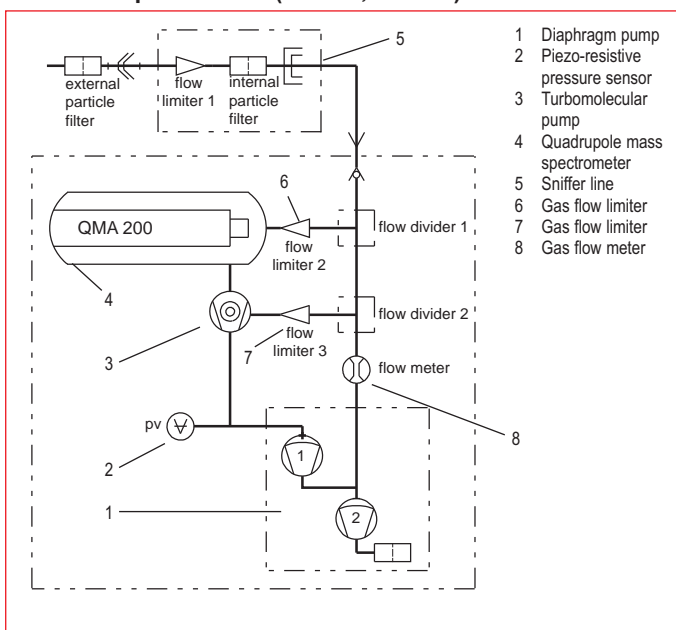 5
external
particle
filter
flow
limiter 1
internal
particle
filter
1 Diaphragm pump
2 Piezo-resistive
pressure sensor
3 Turbomolecular
pump
4 Quadrupole mass
spectrometer
5 Sniffer line
6 Gas flow limiter
7 Gas flow limiter
8 Gas flow meter
6
QMA 200
flow
limiter 2
flow divider 1
4
3
7
flow
limiter 3
flow divider 2
flow meter
8
pv
2
1
1
2